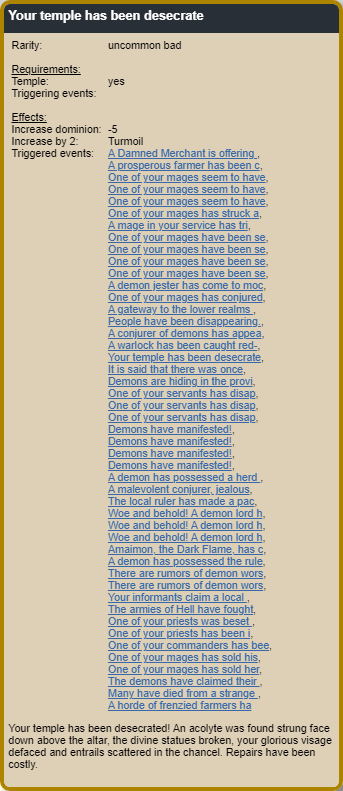 Your temple has been desecrate
Rarity: uncommon bad
Requirements:
Temple: yes
Triggering events:
Effects:
Increase dominion: -5
Increase by 2: Turmoil
Triggered events: A Damned Merchant is offering ,
A prosperous farmer has been c,
One of your mages seem to have,
One of your mages seem to have,
One of your mages seem to have,
One of your mages has struck a,
A mage in your service has tri,
One of your mages have been se,
One of your mages have been se,
One of your mages have been se,
One of your mages have been se,
A demon jester has come to moc,
One of your mages has conjured,
A gateway to the lower realms ,
People have been disappearing.,
A conjurer of demons has appea,
A warlock has been caught red-,
Your temple has been desecrate,
It is said that there was once,
Demons are hiding in the provi,
One of your servants has disap,
One of your servants has disap,
One of your servants has disap,
Demons have manifested!,
Demons have manifested!,
Demons have manifested!,
Demons have manifested!,
A demon has possessed a herd ,
A malevolent conjurer, jealous,
The local ruler has made a pac,
Woe and behold! A demon lord h,
Woe and behold! A demon lord h,
Woe and behold! A demon lord h,
Amaimon, the Dark Flame, has c,
A demon has possessed the rule,
There are rumors of demon wors,
There are rumors of demon wors,
Your informants claim a local ,
The armies of Hell have fought,
One of your priests was beset ,
One of your priests has been i,
One of your commanders has bee,
One of your mages has sold his,
One of your mages has sold her,
The demons have claimed their ,
Many have died from a strange ,
A horde of frenzied farmers ha
Your temple has been desecrated! An acolyte was found strung face
down above the altar, the divine statues broken, your glorious visage
defaced and entrails scattered in the chancel. Repairs have been
costly.